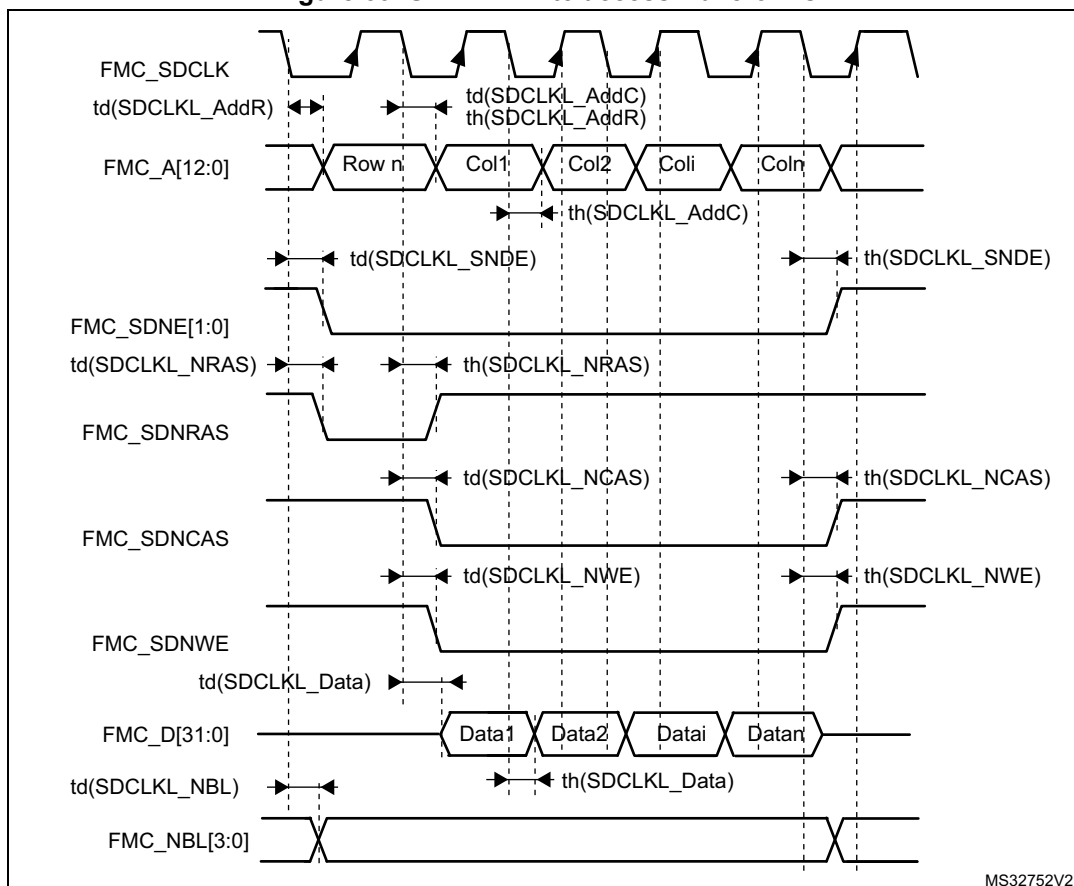 FMC_SDCLK
td(SDCLKL_AddR)
td(SDCLKL_AddC)
th(SDCLKL_AddR)
FMC_A[12:0]
Row n
Col1
Col2
Coli
Coln
th(SDCLKL_AddC)
td(SDCLKL_SNDE)
th(SDCLKL_SNDE)
FMC_SDNE[1:0]
td(SDCLKL_NRAS)
th(SDCLKL_NRAS)
FMC_SDNRAS
td(SDCLKL_NCAS)
th(SDCLKL_NCAS)
FMC_SDNCAS
td(SDCLKL_NWE)
th(SDCLKL_NWE)
FMC_SDNWE
td(SDCLKL_Data)
FMC_D[31:0]
Data1
Data2
Datai
Datan
td(SDCLKL_NBL)
th(SDCLKL_Data)
FMC_NBL[3:0]
MS32752V2